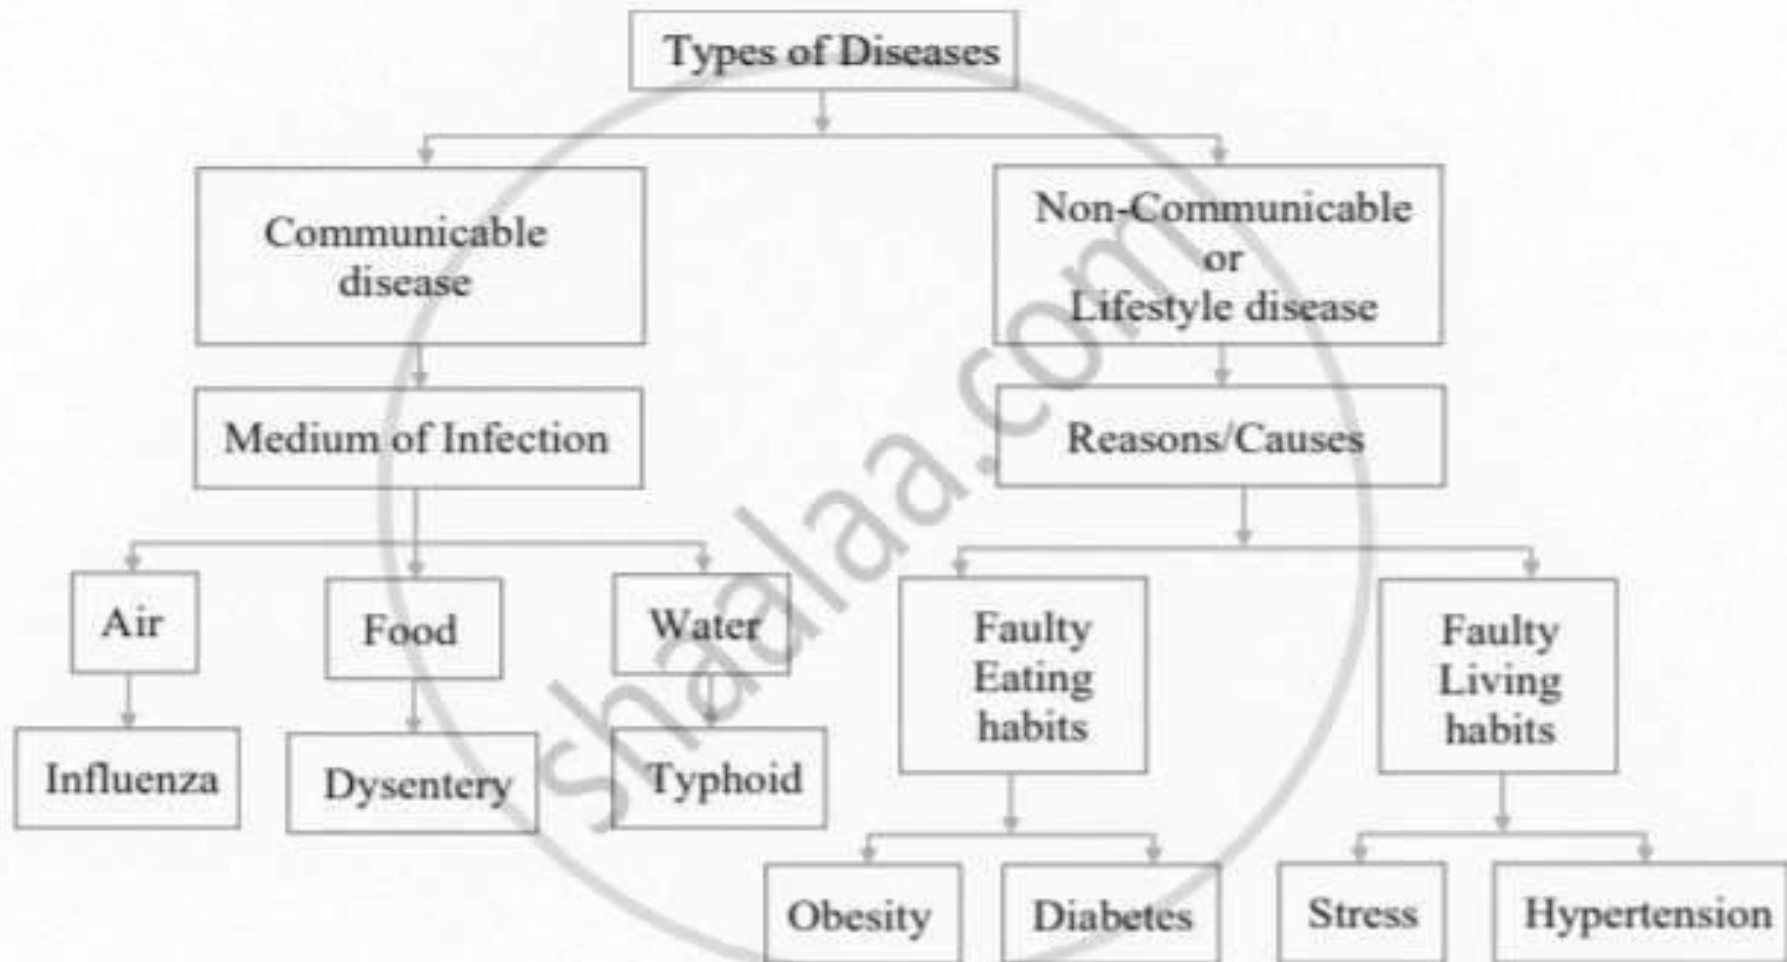 Types of Diseases
Communicable
disease
Non-Communicable
or
Lifestyle disease
Medium of Infection
Reasons/Causes
Air
Food
Water
Faulty
Eating
habits
Faulty
Living
habits
Influenza
Dysentery
Typhoid
Obesity
Diabetes
Stress
Hypertension
shaalaa.com